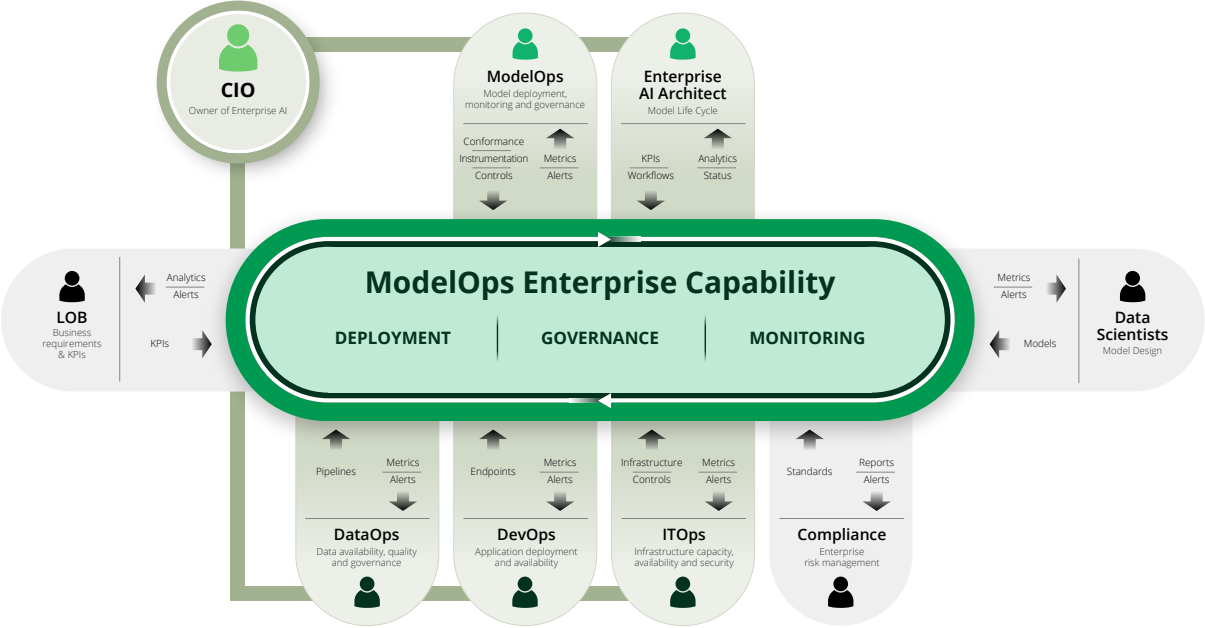 CIO
Owner of Enterprise AI
ModelOps
Model deployment,
monitoring and governance
Conformance
Instrumentation
Controls
Metrics
Alerts
Enterprise
AI Architect
Model Life Cycle
KPIs
Workflows
Analytics
Status
LOB
Business
requirements
& KPIs
Analytics
Alerts
KPIs
ModelOps Enterprise Capability
DEPLOYMENT
GOVERNANCE
MONITORING
Metrics
Alerts
Models
Data
Scientists
Model Design
Pipelines
Metrics
Alerts
DataOps
Data availability, quality
and governance
Endpoints
Metrics
Alerts
DevOps
Application deployment
and availability
Infrastructure
Controls
Metrics
Alerts
ITOps
Infrastructure capacity,
availability and security
Standards
Reports
Alerts
Compliance
Enterprise
risk management